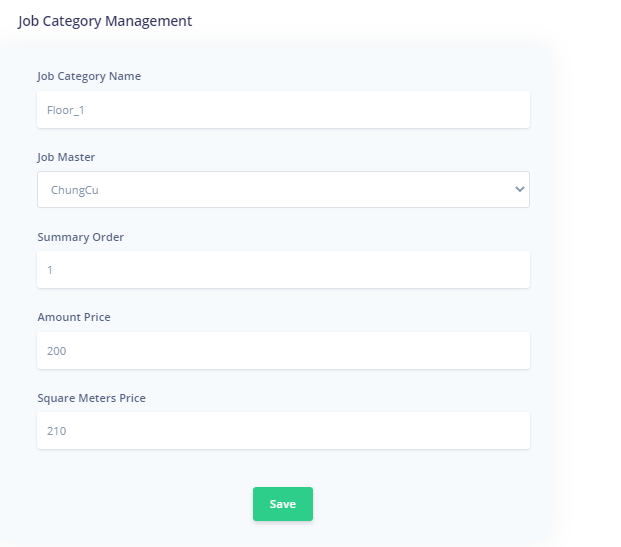 Job Category Management
Job Category Name
Floor_1
Job Master
ChungCu
Summary Order
1
Amount Price
200
Square Meters Price
210
Save